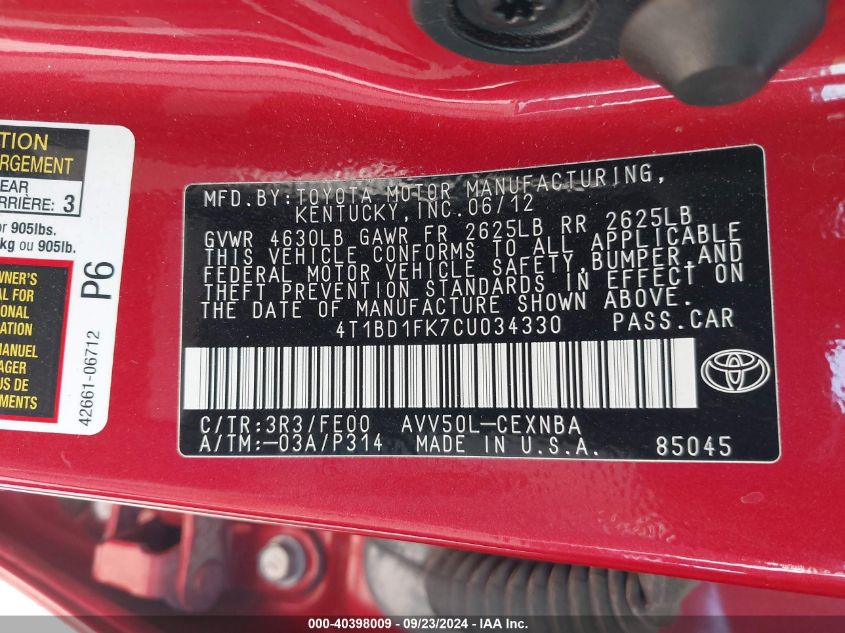 TION
RGEMENT
EAR
RRIÈRE: 3
r 905lbs.
kg ou 905lb.
WNER'S
AL FOR
IONAL
ATION
MANUEL
AGER
US DE
EMENTS
P6
42661-06712
MFD.BY:TOYOTA MOTOR MANUFACTURING,
KENTUCKY, INC.06/12
GVWR 4630LB GAWR FR 2625LB RR 2625LB
THIS VEHICLE CONFORMS TO ALL APPLICABLE
FEDERAL MOTOR VEHICLE SAFETY, BUMPER, AND
THEFT PREVENTION STANDARDS IN EFFECT ON
THE DATE OF MANUFACTURE SHOWN ABOVE.
4T1BD1FK7CU034330 PASS.CAR
C/TR:3R3/FE00 AVV50L-CEXNBA
A/TM:-03A/P314 MADE IN U.S.A. 85045
000-40398009 / 09/23/2024 / IAA Inc.